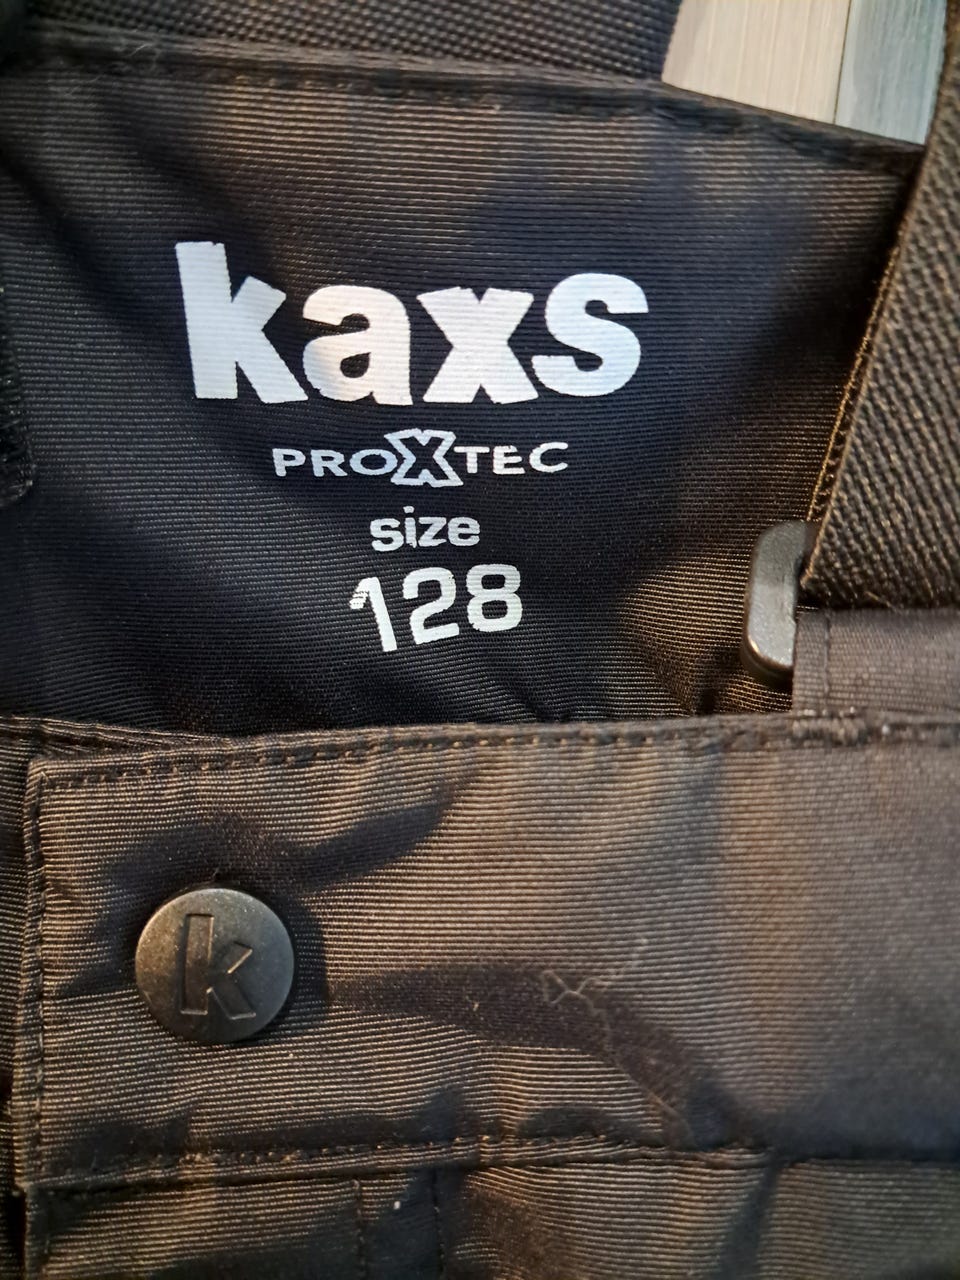 kaxs
PROXTEC
size
128
k